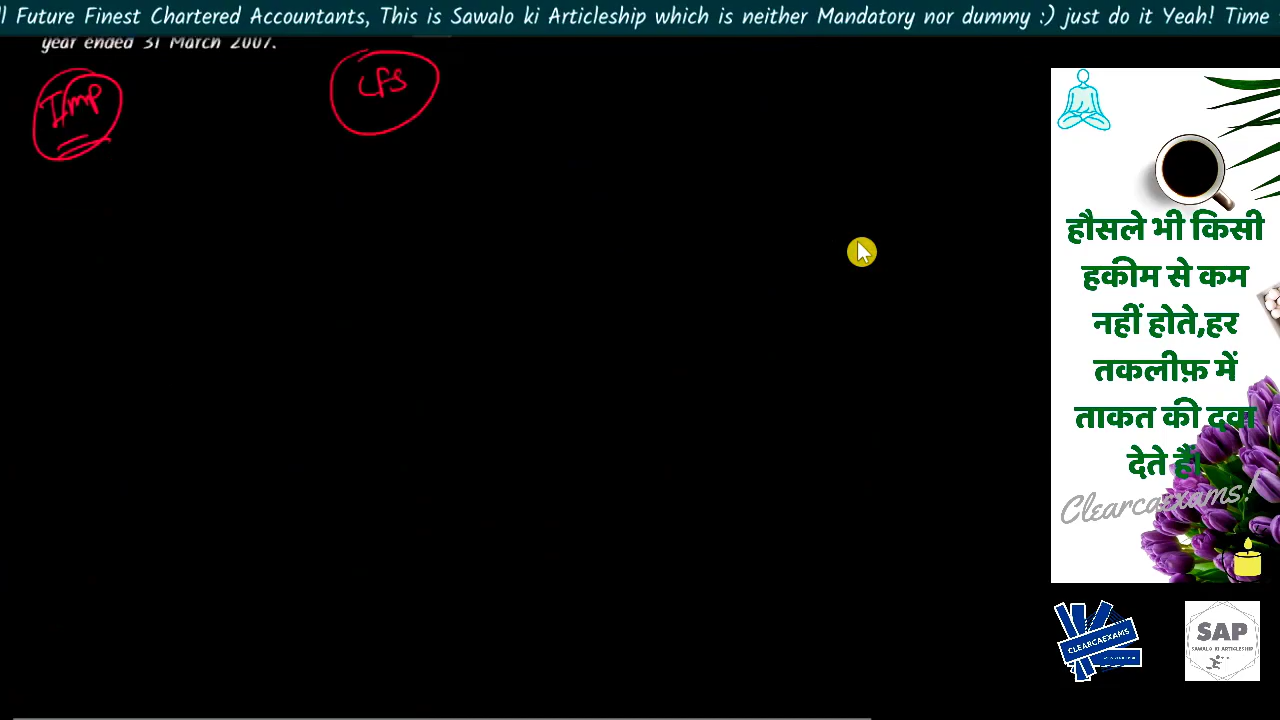 ll Future Finest Chartered Accountants, This is Sawalo ki Articleship which is neither Mandatory nor dummy :) just do it Yeah! Time
year ended 31 March 2007.
Imp
CFS
हौसले भी किसी
हकीम से कम
नहीं होते,हर
तकलीफ़ में
ताकत की दवा
देते हैं।
Clearcaexams!
CLEARCAEXAMS
SAP
SAWALO KI ARTICLESHIP